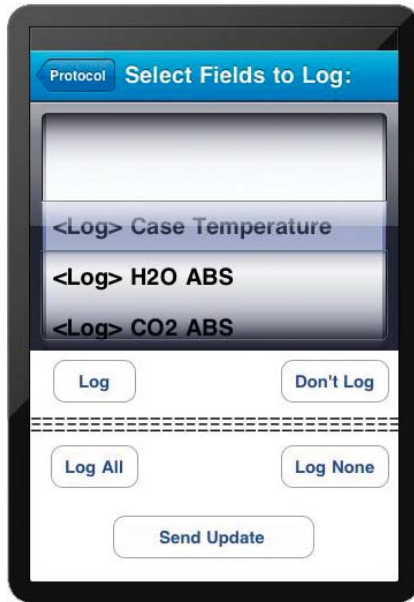 Protocol Select Fields to Log:
<Log> Case Temperature
<Log> H2O ABS
<Log> CO2 ABS
Log Don't Log
==============================
Log All Log None
Send Update